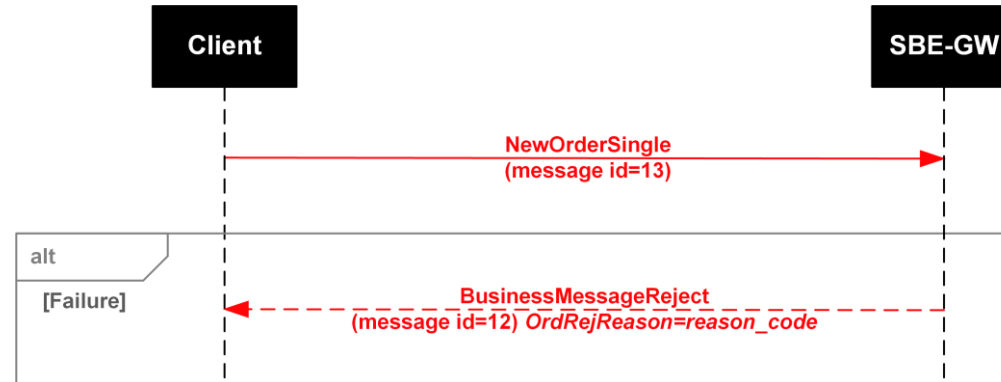 Client
SBE-GW
NewOrderSingle
(message id=13)
alt
[Failure]
BusinessMessageReject
(message id=12) OrdRejReason=reason_code